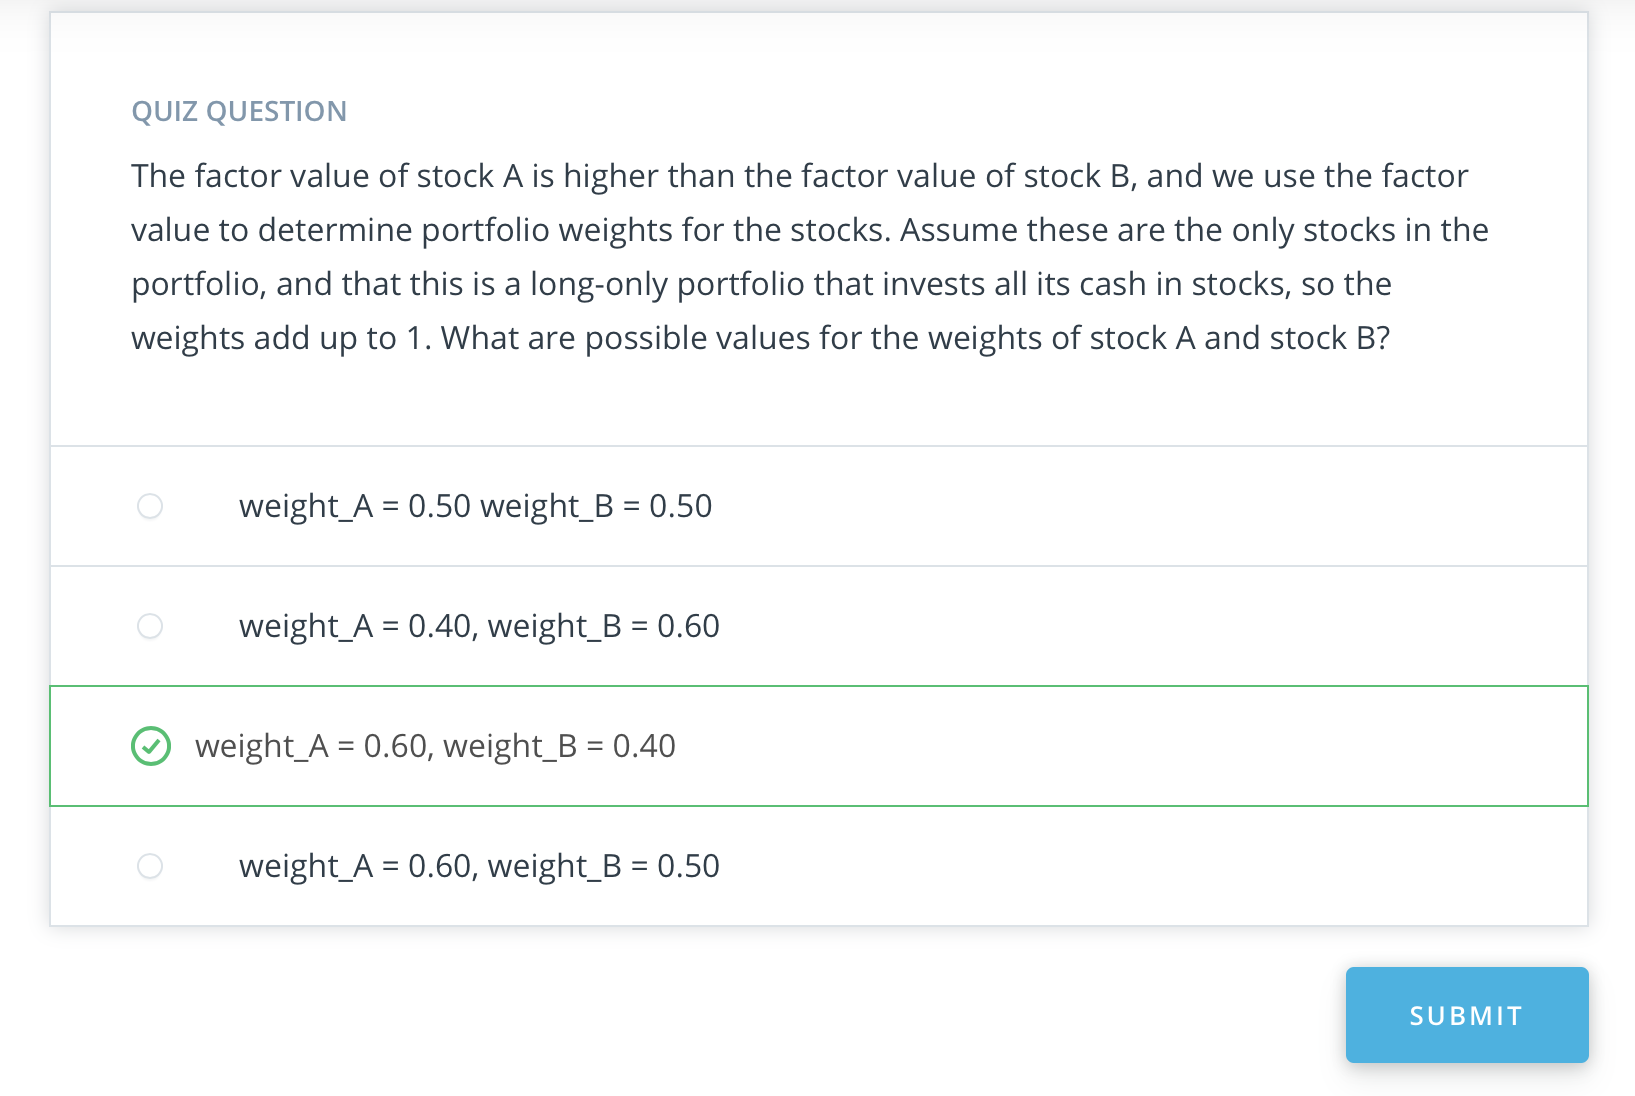 QUIZ QUESTION
The factor value of stock A is higher than the factor value of stock B, and we use the factor
value to determine portfolio weights for the stocks. Assume these are the only stocks in the
portfolio, and that this is a long-only portfolio that invests all its cash in stocks, so the
weights add up to 1. What are possible values for the weights of stock A and stock B?
weight_A = 0.50 weight_B = 0.50
weight_A = 0.40, weight_B = 0.60
weight_A = 0.60, weight_B = 0.40
weight_A = 0.60, weight_B = 0.50
SUBMIT